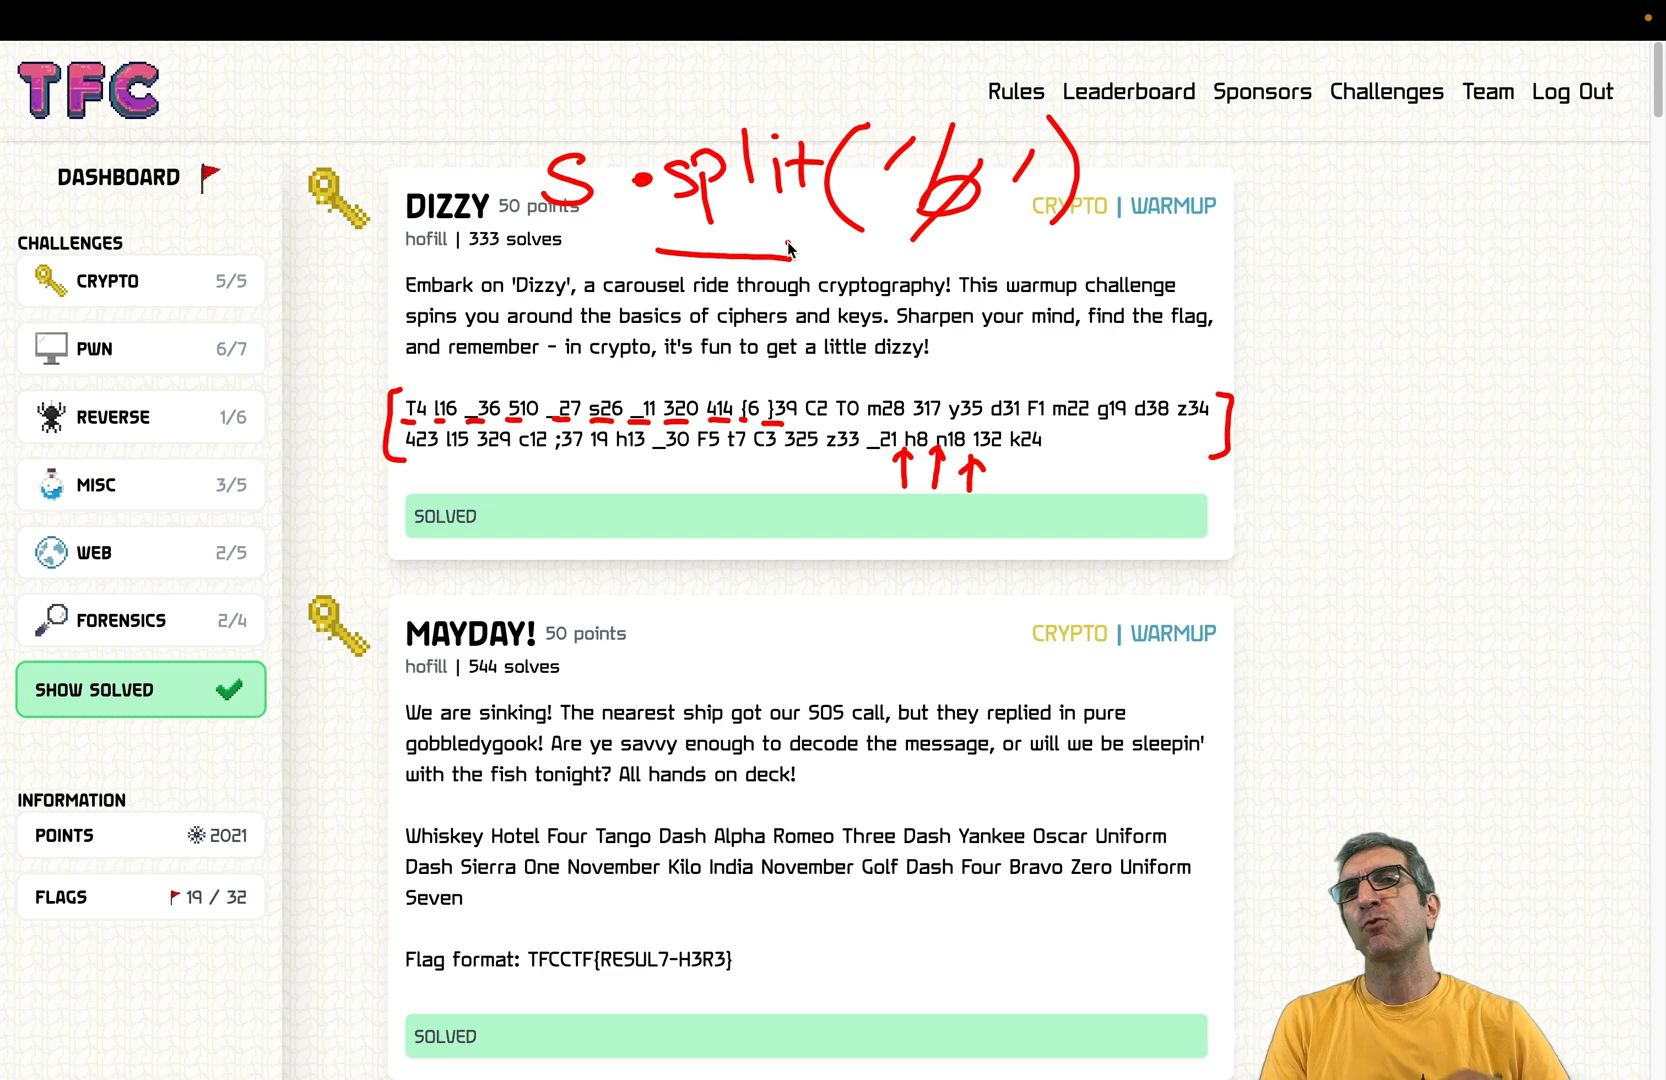 TFC
Rules Leaderboard Sponsors Challenges Team Log Out
DASHBOARD
CHALLENGES
CRYPTO 5/5
PWN 6/7
REVERSE 1/6
MISC 3/5
WEB 2/5
FORENSICS 2/4
SHOW SOLVED
INFORMATION
POINTS 2021
FLAGS 19 / 32
s.split(' ')
DIZZY 50 points CRYPTO | WARMUP
hofill | 333 solves
Embark on 'Dizzy', a carousel ride through cryptography! This warmup challenge
spins you around the basics of ciphers and keys. Sharpen your mind, find the flag,
and remember - in crypto, it's fun to get a little dizzy!
T4 l16 _36 510 _27 s26 _11 320 414 {6 }39 C2 T0 m28 317 y35 d31 F1 m22 g19 d38 z34
423 l15 329 c12 ;37 19 h13 _30 F5 t7 C3 325 z33 _21 h8 n18 132 k24
SOLVED
MAYDAY! 50 points CRYPTO | WARMUP
hofill | 544 solves
We are sinking! The nearest ship got our SOS call, but they replied in pure
gobbledygook! Are ye savvy enough to decode the message, or will we be sleepin'
with the fish tonight? All hands on deck!
Whiskey Hotel Four Tango Dash Alpha Romeo Three Dash Yankee Oscar Uniform
Dash Sierra One November Kilo India November Golf Dash Four Bravo Zero Uniform
Seven
Flag format: TFCCTF{RESUL7-H3R3}
SOLVED